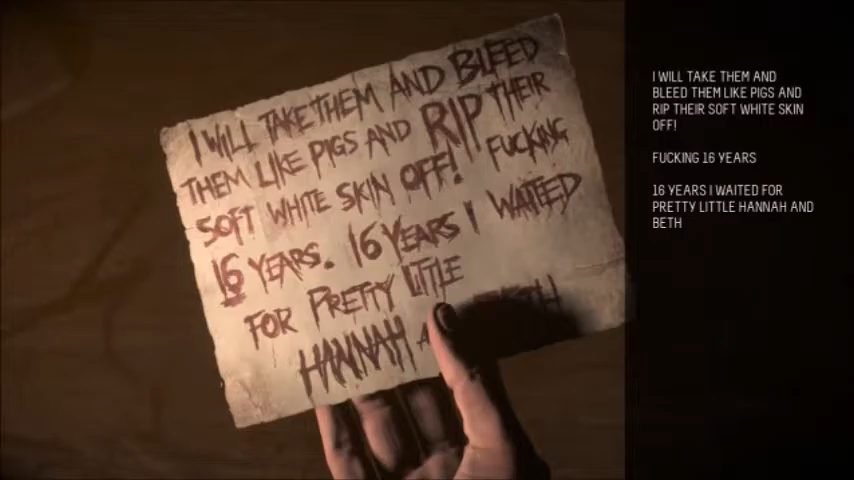 I WILL TAKE THEM AND BLEED
THEM LIKE PIGS AND RIP THEIR
SOFT WHITE SKIN OFF! FUCKING
16 YEARS. 16 YEARS I WAITED
FOR PRETTY LITTLE
HANNAH A BETH
I WILL TAKE THEM AND
BLEED THEM LIKE PIGS AND
RIP THEIR SOFT WHITE SKIN
OFF!
FUCKING 16 YEARS
16 YEARS I WAITED FOR
PRETTY LITTLE HANNAH AND
BETH